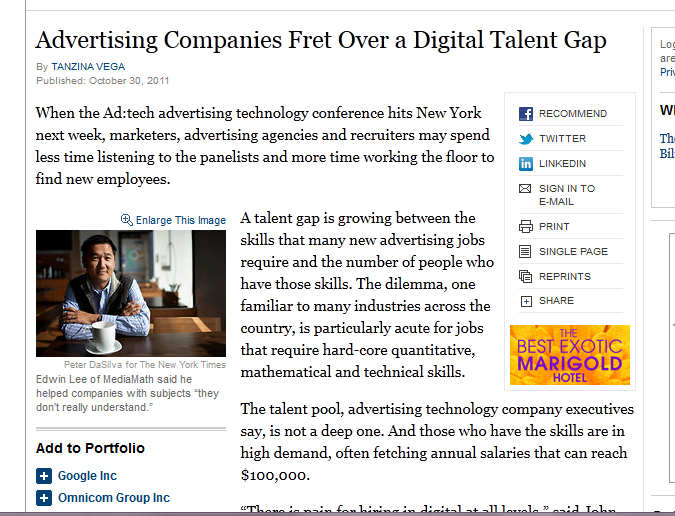 Advertising Companies Fret Over a Digital Talent Gap
By TANZINA VEGA
Published: October 30, 2011
When the Ad:tech advertising technology conference hits New York
next week, marketers, advertising agencies and recruiters may spend
less time listening to the panelists and more time working the floor to
find new employees.
Enlarge This Image
Peter DaSilva for The New York Times
Edwin Lee of MediaMath said he
helped companies with subjects “they
don't really understand.”
Add to Portfolio
Google Inc
Omnicom Group Inc
A talent gap is growing between the
skills that many new advertising jobs
require and the number of people who
have those skills. The dilemma, one
familiar to many industries across the
country, is particularly acute for jobs
that require hard-core quantitative,
mathematical and technical skills.
The talent pool, advertising technology company executives
say, is not a deep one. And those who have the skills are in
high demand, often fetching annual salaries that can reach
$100,000.
“There is pain for hiring in digital at all levels,” said John
RECOMMEND
TWITTER
LINKEDIN
SIGN IN TO
E-MAIL
PRINT
SINGLE PAGE
REPRINTS
SHARE
THE
BEST EXOTIC
MARIGOLD
HOTEL
Log
are
Priv